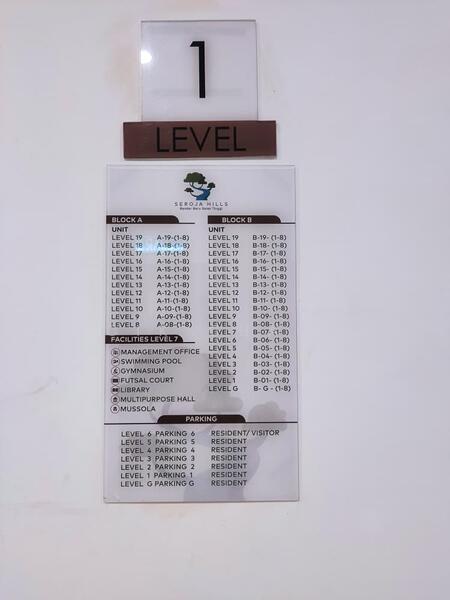 1
LEVEL
SEROJA HILLS
Bandar Baru Salak Tinggi
BLOCK A
UNIT
LEVEL 19 A-19-(1-8)
LEVEL 18 A-18-(1-8)
LEVEL 17 A-17-(1-8)
LEVEL 16 A-16-(1-8)
LEVEL 15 A-15-(1-8)
LEVEL 14 A-14-(1-8)
LEVEL 13 A-13-(1-8)
LEVEL 12 A-12-(1-8)
LEVEL 11 A-11-(1-8)
LEVEL 10 A-10-(1-8)
LEVEL 9 A-09-(1-8)
LEVEL 8 A-08-(1-8)
FACILITIES LEVEL 7
MANAGEMENT OFFICE
SWIMMING POOL
GYMNASIUM
FUTSAL COURT
LIBRARY
MULTIPURPOSE HALL
MUSSOLA
BLOCK B
UNIT
LEVEL 19 B-19- (1-8)
LEVEL 18 B-18- (1-8)
LEVEL 17 B-17- (1-8)
LEVEL 16 B-16- (1-8)
LEVEL 15 B-15- (1-8)
LEVEL 14 B-14- (1-8)
LEVEL 13 B-13- (1-8)
LEVEL 12 B-12- (1-8)
LEVEL 11 B-11- (1-8)
LEVEL 10 B-10- (1-8)
LEVEL 9 B-09- (1-8)
LEVEL 8 B-08- (1-8)
LEVEL 7 B-07- (1-8)
LEVEL 6 B-06- (1-8)
LEVEL 5 B-05- (1-8)
LEVEL 4 B-04- (1-8)
LEVEL 3 B-03- (1-8)
LEVEL 2 B-02- (1-8)
LEVEL 1 B-01- (1-8)
LEVEL G B- G - (1-8)
PARKING
LEVEL 6 PARKING 6 RESIDENT/ VISITOR
LEVEL 5 PARKING 5 RESIDENT
LEVEL 4 PARKING 4 RESIDENT
LEVEL 3 PARKING 3 RESIDENT
LEVEL 2 PARKING 2 RESIDENT
LEVEL 1 PARKING 1 RESIDENT
LEVEL G PARKING G RESIDENT